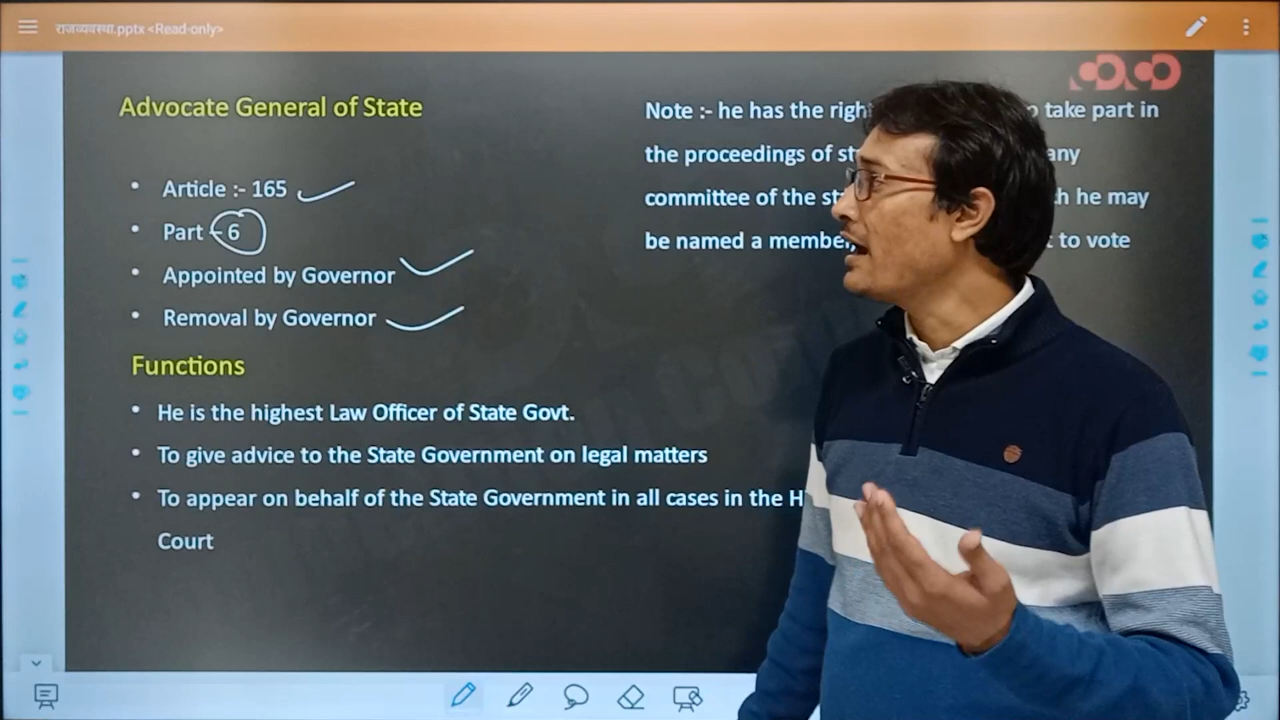 राजव्यवस्था.pptx <Read-only>
Advocate General of State
Article :- 165
Part - 6
Appointed by Governor
Removal by Governor
Functions
He is the highest Law Officer of State Govt.
To give advice to the State Government on legal matters
To appear on behalf of the State Government in all cases in the H
Court
Note :- he has the righ
take part in
the proceedings of st
any
committee of the st
h he may
be named a member,
to vote